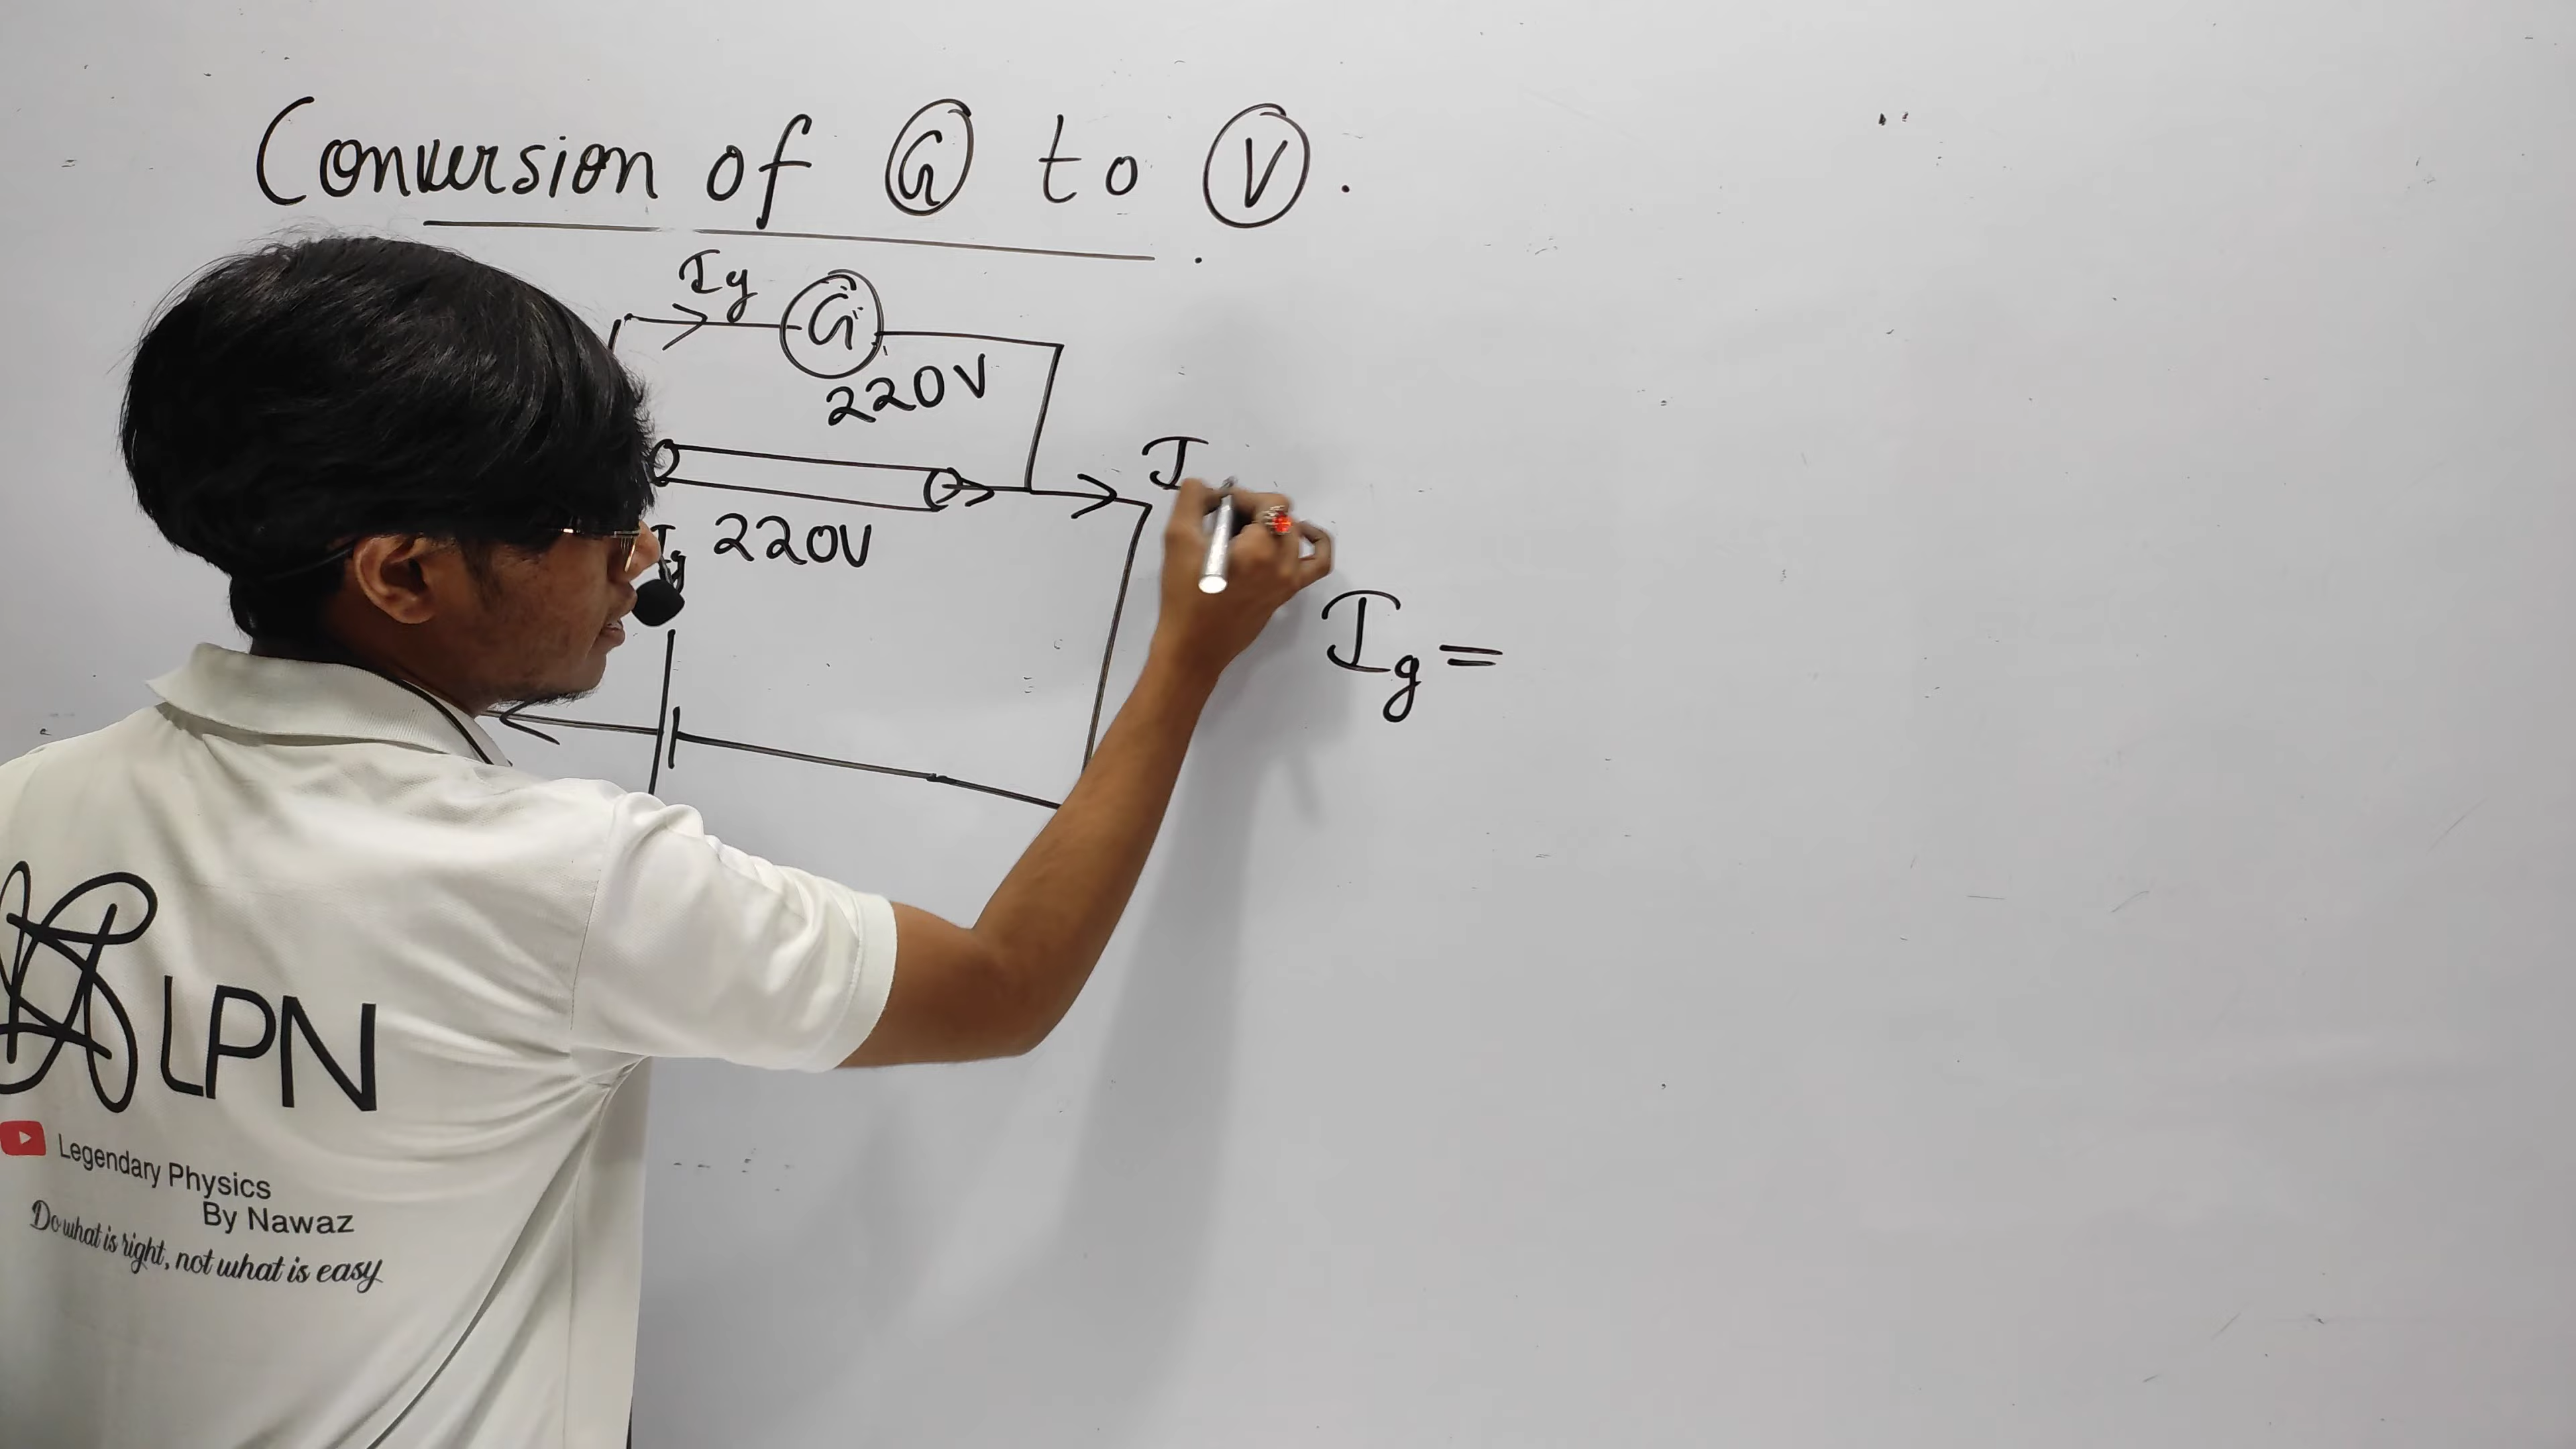 Conversion of G to V.
Ig
G
220V
I
Ig
220V
Ig =
LPN
Legendary Physics
By Nawaz
Do what is right, not what is easy